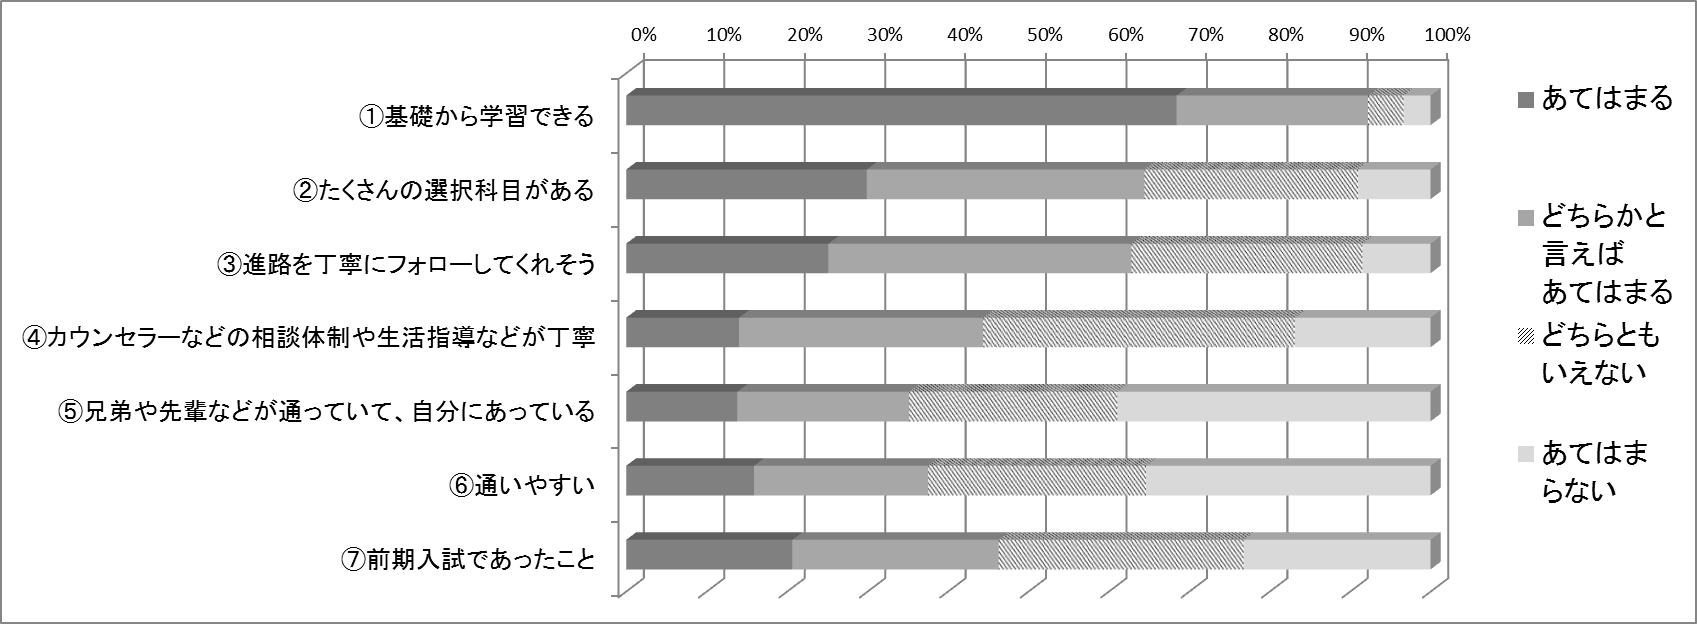 0% 10% 20% 30% 40% 50% 60% 70% 80% 90% 100%
①基礎から学習できる
②たくさんの選択科目がある
③進路を丁寧にフォローしてくれそう
④カウンセラーなどの相談体制や生活指導などが丁寧
⑤兄弟や先輩などが通っていて、自分にあっている
⑥通いやすい
⑦前期入試であったこと
あてはまる
どちらかと
言えば
あてはまる
どちらとも
いえない
あてはま
らない